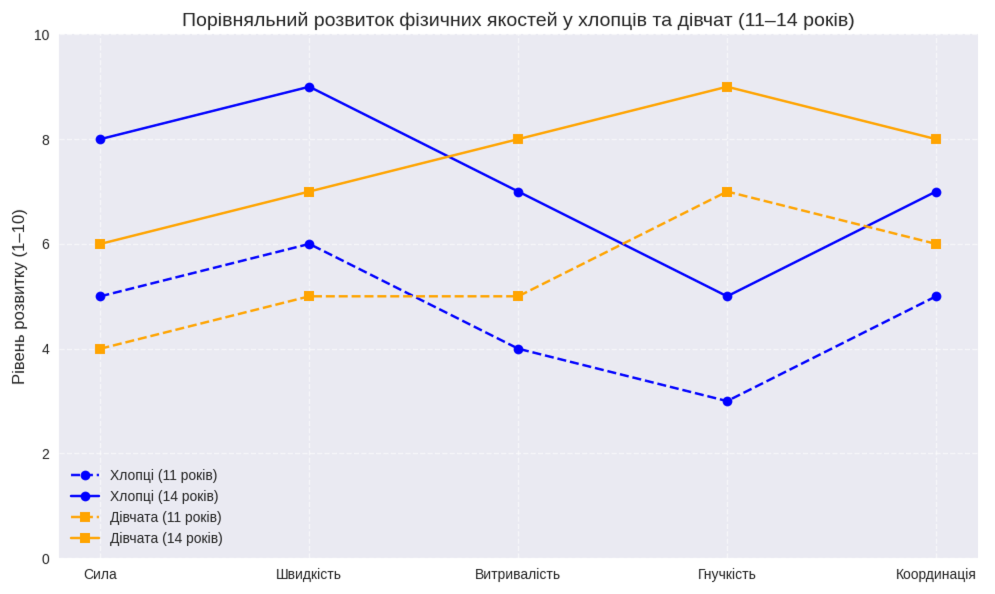 Порівняльний розвиток фізичних якостей у хлопців та дівчат (11–14 років)
Рівень розвитку (1–10)
10
8
6
4
2
0
Хлопці (11 років)
Хлопці (14 років)
Дівчата (11 років)
Дівчата (14 років)
Сила Швидкість Витривалість Гнучкість Координація